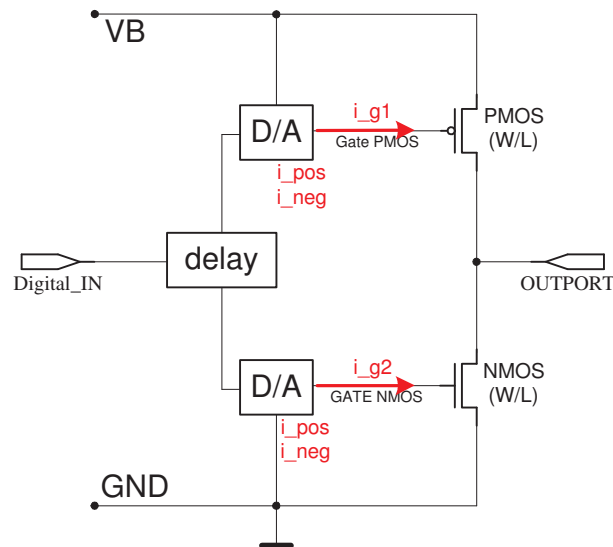 VB
D/A
i_g1
Gate PMOS
PMOS
(W/L)
i_pos
i_neg
delay
Digital_IN
OUTPORT
D/A
i_g2
GATE NMOS
NMOS
(W/L)
i_pos
i_neg
GND